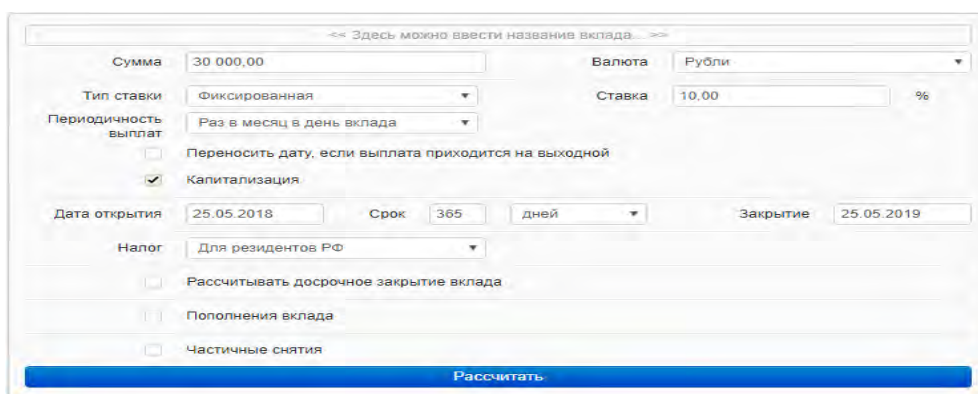 << Здесь можно ввести название вклада... >>
Сумма 30 000,00 Валюта Рубли
Тип ставки Фиксированная Ставка 10,00 %
Периодичность выплат Раз в месяц в день вклада
Переносить дату, если выплата приходится на выходной
Капитализация
Дата открытия 25.05.2018 Срок 365 дней Закрытие 25.05.2019
Налог Для резидентов РФ
Рассчитывать досрочное закрытие вклада
Пополнения вклада
Частичные снятия
Рассчитать